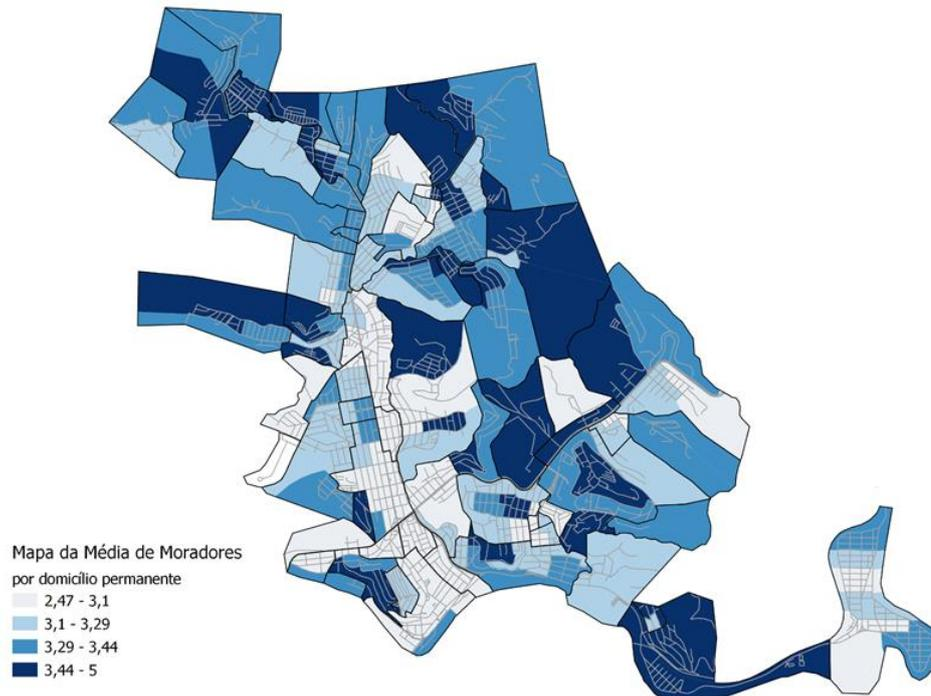 Mapa da Média de Moradores
por domicílio permanente
2,47 - 3,1
3,1 - 3,29
3,29 - 3,44
3,44 - 5